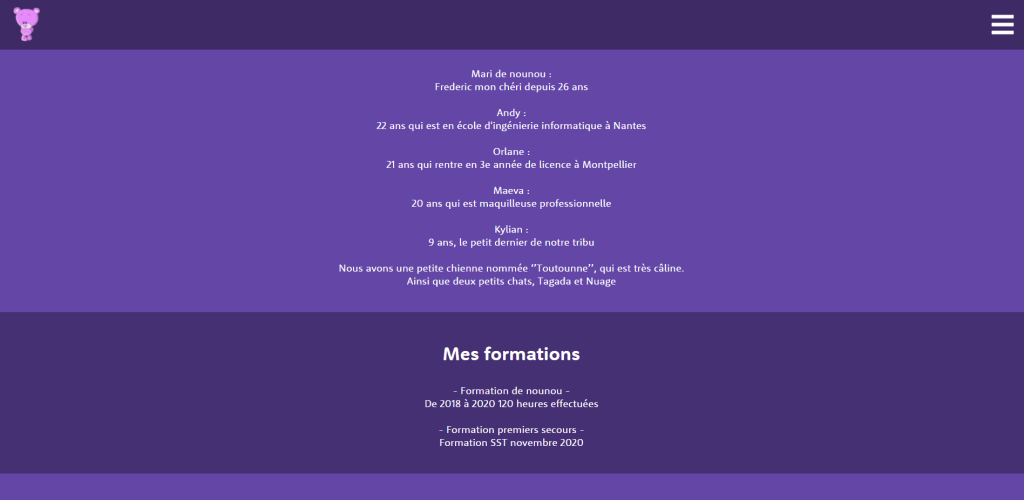 Mari de nounou :
Frederic mon chéri depuis 26 ans
Andy :
22 ans qui est en école d'ingénierie informatique à Nantes
Orlane :
21 ans qui rentre en 3e année de licence à Montpellier
Maeva :
20 ans qui est maquilleuse professionnelle
Kylian :
9 ans, le petit dernier de notre tribu
Nous avons une petite chienne nommée ”Toutounne”, qui est très câline.
Ainsi que deux petits chats, Tagada et Nuage
Mes formations
- Formation de nounou -
De 2018 à 2020 120 heures effectuées
- Formation premiers secours -
Formation SST novembre 2020